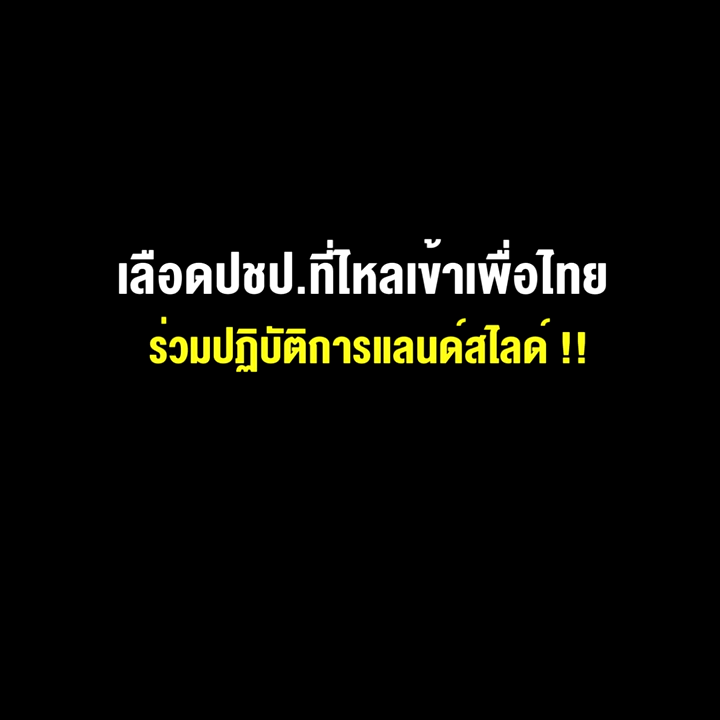 เลือดปชป.ที่ไหลเข้าเพื่อไทย
ร่วมปฏิบัติการแลนด์สไลด์ !!